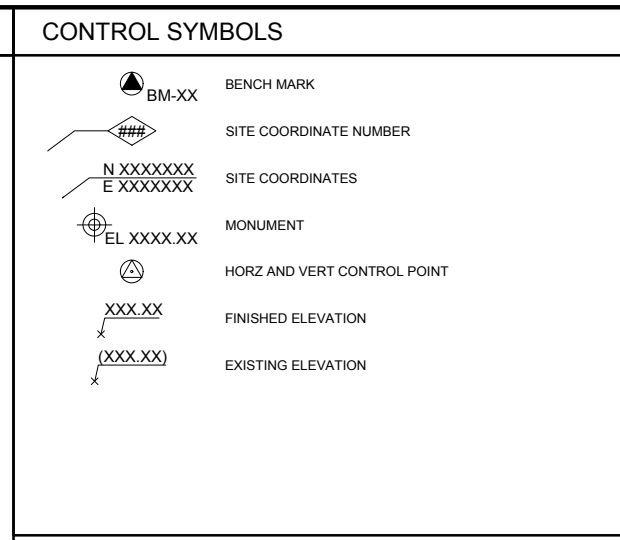 CONTROL SYMBOLS
BM-XX BENCH MARK
### SITE COORDINATE NUMBER
N XXXXXXX
E XXXXXXX
SITE COORDINATES
EL XXXX.XX MONUMENT
HORZ AND VERT CONTROL POINT
XXX.XX FINISHED ELEVATION
(XXX.XX) EXISTING ELEVATION